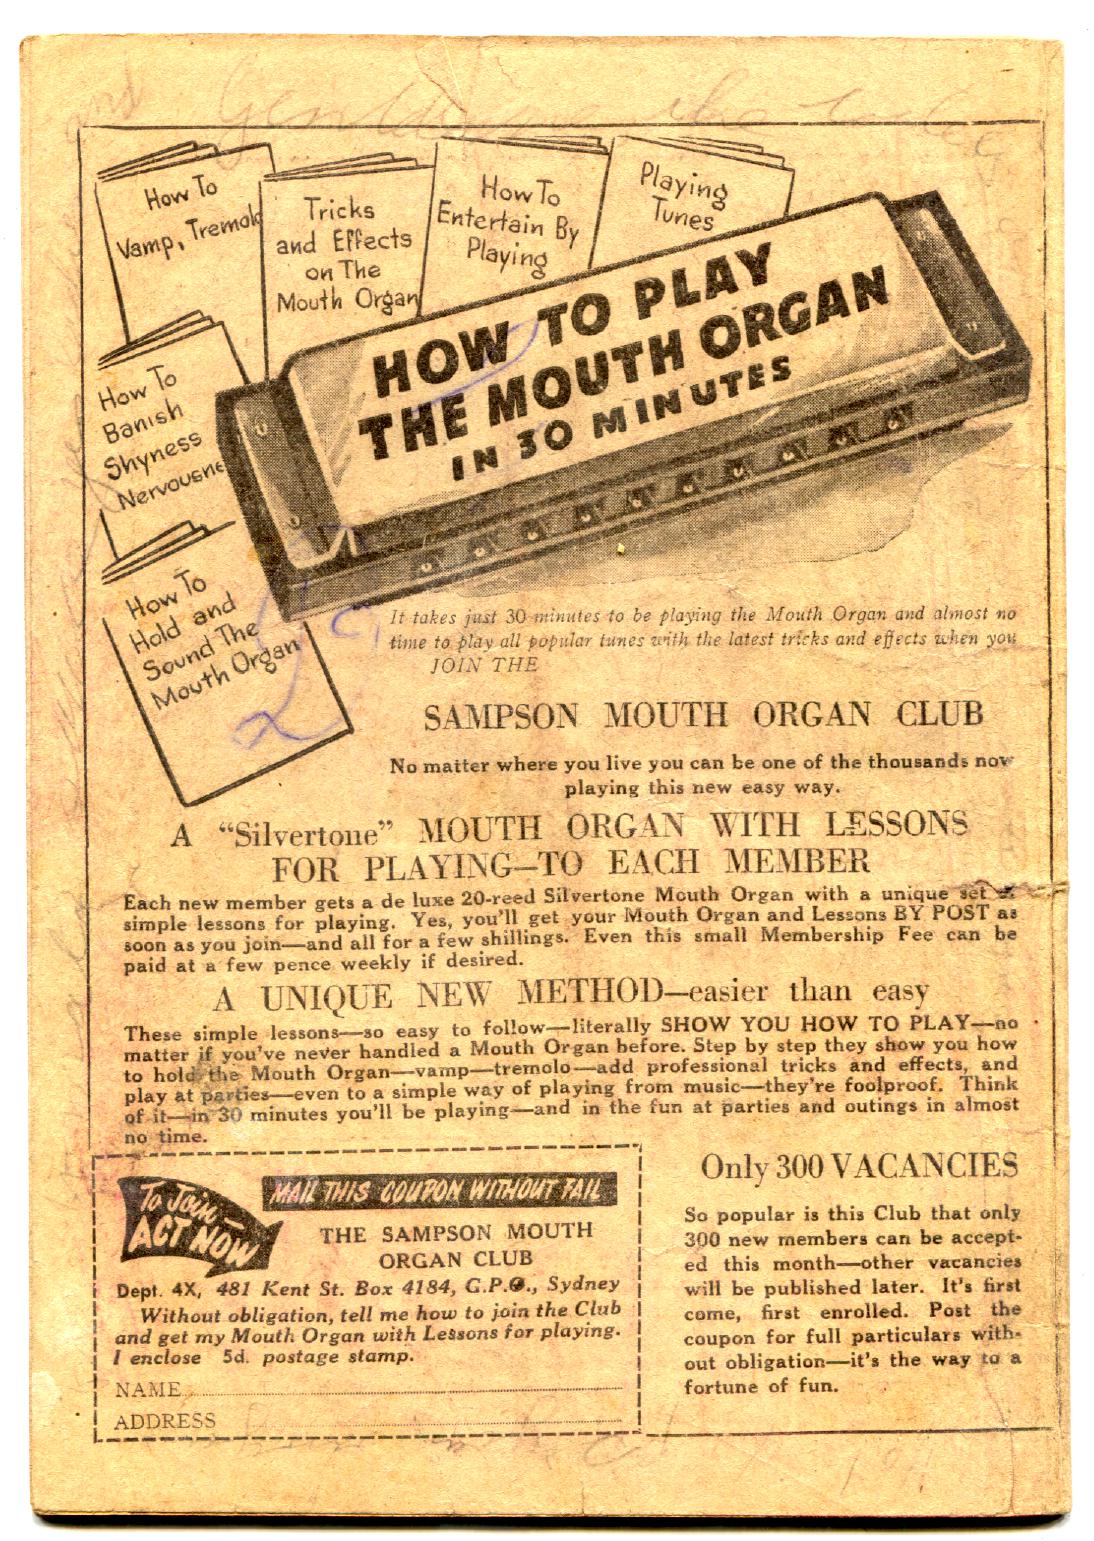 How To
Vamp, Tremolo
Tricks
and Effects
on The
Mouth Organ
How To
Entertain By
Playing
Playing
Tunes
How To
Banish
Shyness
Nervousne
How To
Hold and
Sound The
Mouth Organ
HOW TO PLAY
THE MOUTH ORGAN
IN 30 MINUTES
It takes just 30 minutes to be playing the Mouth Organ and almost no
time to play all popular tunes with the latest tricks and effects when you
JOIN THE
SAMPSON MOUTH ORGAN CLUB
No matter where you live you can be one of the thousands now
playing this new easy way.
A "Silvertone" MOUTH ORGAN WITH LESSONS
FOR PLAYING—TO EACH MEMBER
Each new member gets a de luxe 20-reed Silvertone Mouth Organ with a unique set
simple lessons for playing. Yes, you'll get your Mouth Organ and Lessons BY POST as
soon as you join—and all for a few shillings. Even this small Membership Fee can be
paid at a few pence weekly if desired.
A UNIQUE NEW METHOD—easier than easy
These simple lessons—so easy to follow—literally SHOW YOU HOW TO PLAY—no
matter if you've never handled a Mouth Organ before. Step by step they show you how
to hold the Mouth Organ—vamp—tremolo—add professional tricks and effects, and
play at parties—even to a simple way of playing from music—they're foolproof. Think
of it—in 30 minutes you'll be playing—and in the fun at parties and outings in almost
no time.
To Join—
ACT NOW
MAIL THIS COUPON WITHOUT FAIL
THE SAMPSON MOUTH
ORGAN CLUB
Dept. 4X, 481 Kent St. Box 4184, G.P.O., Sydney
Without obligation, tell me how to join the Club
and get my Mouth Organ with Lessons for playing.
I enclose 5d. postage stamp.
NAME
ADDRESS
Only 300 VACANCIES
So popular is this Club that only
300 new members can be accept-
ed this month—other vacancies
will be published later. It's first
come, first enrolled. Post the
coupon for full particulars with-
out obligation—it's the way to a
fortune of fun.